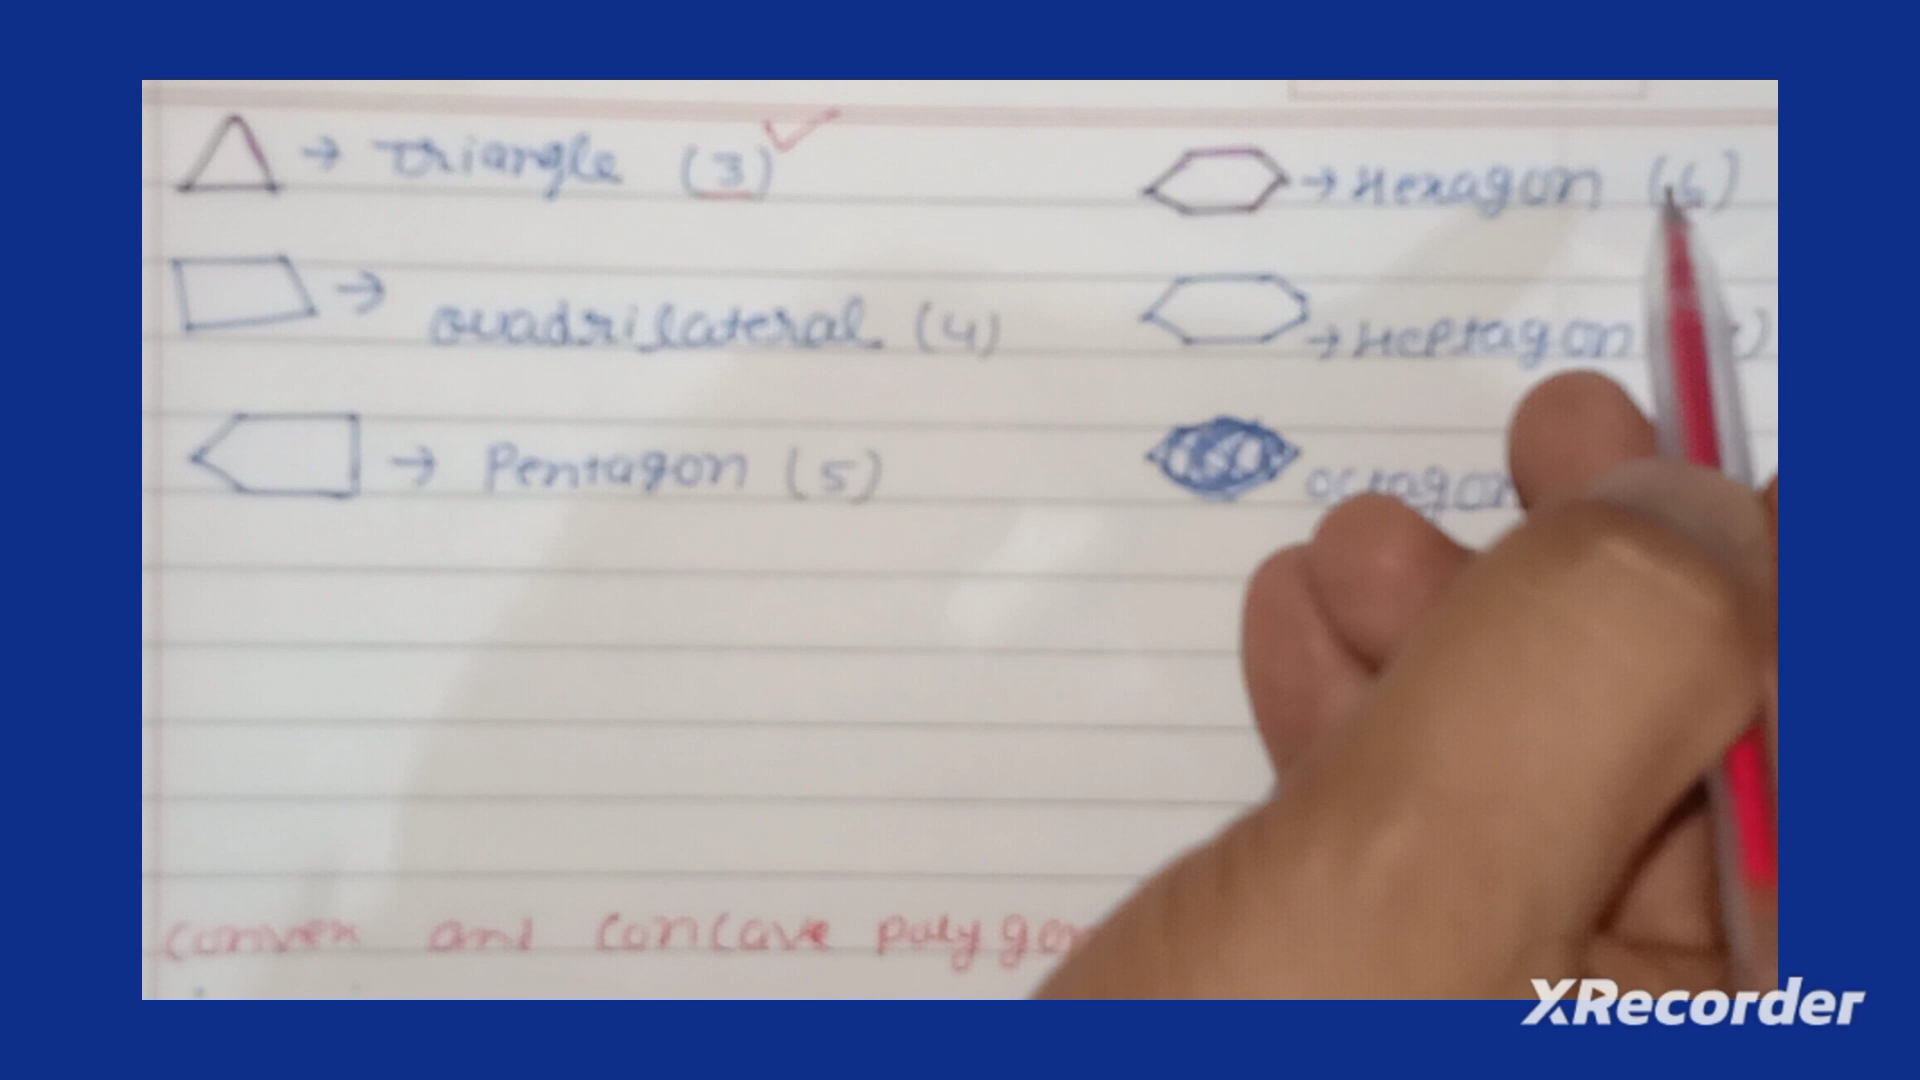 → Triangle (3)
→ Quadrilateral (4)
→ Pentagon (5)
→ Hexagon (6)
→ Heptagon
octagon
convex and concave polygon
XRecorder